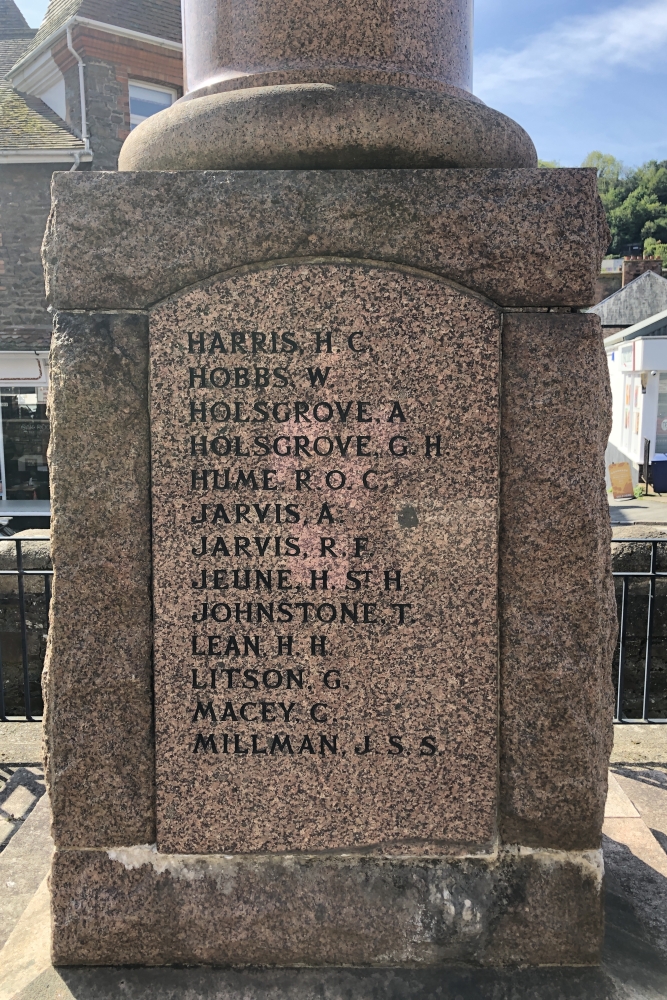 HARRIS, H. C.
HOBBS, W
HOLSGROVE, A
HOLSGROVE, G. H.
HUME, R. O. C.
JARVIS, A.
JARVIS, R. F.
JEUNE, H. ST H.
JOHNSTONE, T.
LEAN, H. H.
LITSON, G.
MACEY, C.
MILLMAN, J. S. S.